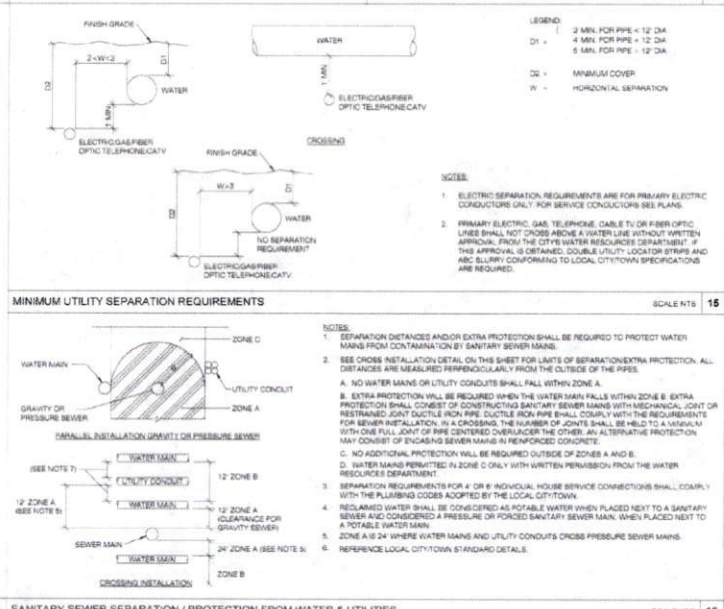 FINISH GRADE
2<W<3
D1
D2
WATER
1 MIN.
ELECTRIC/GAS/FIBER
OPTIC TELEPHONE/CATV
WATER
1 MIN.
ELECTRIC/GAS/FIBER
OPTIC TELEPHONE/CATV
CROSSING
FINISH GRADE
W>3
D1
D2
WATER
NO SEPARATION
REQUIREMENT
ELECTRIC/GAS/FIBER
OPTIC TELEPHONE/CATV
LEGEND:
3 MIN. FOR PIPE < 12" DIA
D1 = 4 MIN. FOR PIPE = 12" DIA
5 MIN. FOR PIPE > 12" DIA
D2 = MINIMUM COVER
W = HORIZONTAL SEPARATION
NOTES:
1. ELECTRIC SEPARATION REQUIREMENTS ARE FOR PRIMARY ELECTRIC
CONDUCTORS ONLY. FOR SERVICE CONDUCTORS SEE PLANS.
2. PRIMARY ELECTRIC, GAS, TELEPHONE, CABLE TV OR FIBER OPTIC
LINES SHALL NOT CROSS ABOVE A WATER LINE WITHOUT WRITTEN
APPROVAL FROM THE CITY'S WATER RESOURCES DEPARTMENT. IF
THIS APPROVAL IS OBTAINED, DOUBLE UTILITY LOCATOR STRIPS AND
ABC SLURRY CONFORMING TO LOCAL CITY/TOWN SPECIFICATIONS
ARE REQUIRED.
MINIMUM UTILITY SEPARATION REQUIREMENTS
SCALE NTS 15
ZONE C
WATER MAIN
UTILITY CONDUIT
GRAVITY OR
PRESSURE SEWER
ZONE A
PARALLEL INSTALLATION GRAVITY OR PRESSURE SEWER
WATER MAIN
(SEE NOTE 7)
UTILITY CONDUIT
12" ZONE B
WATER MAIN
12" ZONE A
(SEE NOTE 5)
12" ZONE A
(CLEARANCE FOR
GRAVITY SEWER)
SEWER MAIN
24" ZONE A (SEE NOTE 5)
WATER MAIN
ZONE B
CROSSING INSTALLATION
NOTES:
1. SEPARATION DISTANCES AND/OR EXTRA PROTECTION SHALL BE REQUIRED TO PROTECT WATER
MAINS FROM CONTAMINATION BY SANITARY SEWER MAINS.
2. SEE CROSS INSTALLATION DETAIL ON THIS SHEET FOR LIMITS OF SEPARATION/EXTRA PROTECTION. ALL
DISTANCES ARE MEASURED PERPENDICULARLY FROM THE OUTSIDE OF THE PIPES.
A. NO WATER MAINS OR UTILITY CONDUITS SHALL FALL WITHIN ZONE A.
B. EXTRA PROTECTION WILL BE REQUIRED WHEN THE WATER MAIN FALLS WITHIN ZONE B. EXTRA
PROTECTION SHALL CONSIST OF CONSTRUCTING SANITARY SEWER MAINS WITH MECHANICAL JOINT OR
RESTRAINED JOINT DUCTILE IRON PIPE. DUCTILE IRON PIPE SHALL COMPLY WITH THE REQUIREMENTS
FOR SEWER INSTALLATION. IN A CROSSING, THE NUMBER OF JOINTS SHALL BE HELD TO A MINIMUM
WITH ONE FULL JOINT OF PIPE CENTERED OVER/UNDER THE OTHER. AN ALTERNATIVE PROTECTION
MAY CONSIST OF ENCASING SEWER MAINS IN REINFORCED CONCRETE.
C. NO ADDITIONAL PROTECTION WILL BE REQUIRED OUTSIDE OF ZONES A AND B.
D. WATER MAINS PERMITTED IN ZONE C ONLY WITH WRITTEN PERMISSION FROM THE WATER
RESOURCES DEPARTMENT.
3. SEPARATION REQUIREMENTS FOR 4" OR 6" INDIVIDUAL HOUSE SERVICE CONNECTIONS SHALL COMPLY
WITH THE PLUMBING CODES ADOPTED BY THE LOCAL CITY/TOWN.
4. RECLAIMED WATER SHALL BE CONSIDERED AS POTABLE WATER WHEN PLACED NEXT TO A SANITARY
SEWER AND CONSIDERED A PRESSURE OR FORCED SANITARY SEWER MAIN, WHEN PLACED NEXT TO
A POTABLE WATER MAIN.
5. ZONE A IS 24" WHERE WATER MAINS AND UTILITY CONDUITS CROSS PRESSURE SEWER MAINS.
6. REFERENCE LOCAL CITY/TOWN STANDARD DETAILS.
SANITARY SEWER SEPARATION / PROTECTION FROM WATER & UTILITIES